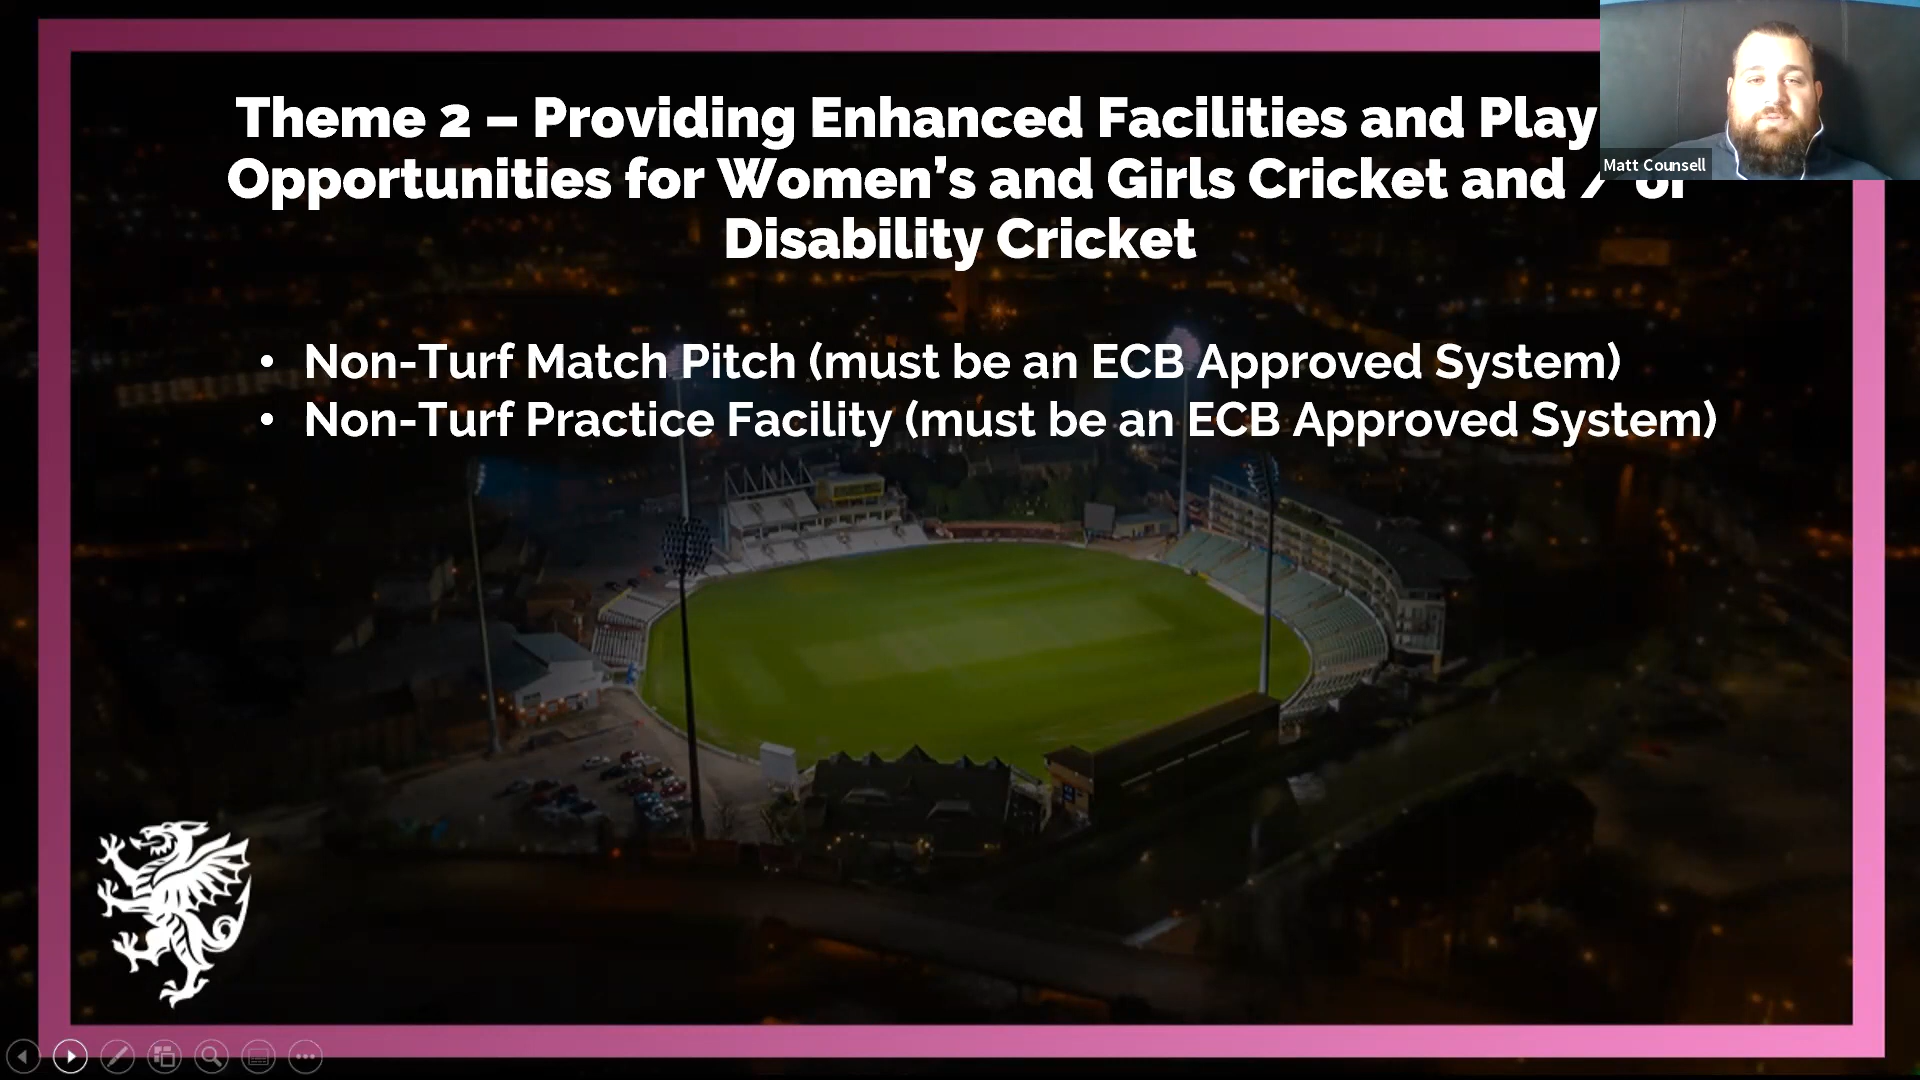 Theme 2 – Providing Enhanced Facilities and Play
Opportunities for Women's and Girls Cricket and / or
Disability Cricket
• Non-Turf Match Pitch (must be an ECB Approved System)
• Non-Turf Practice Facility (must be an ECB Approved System)
Matt Counsell